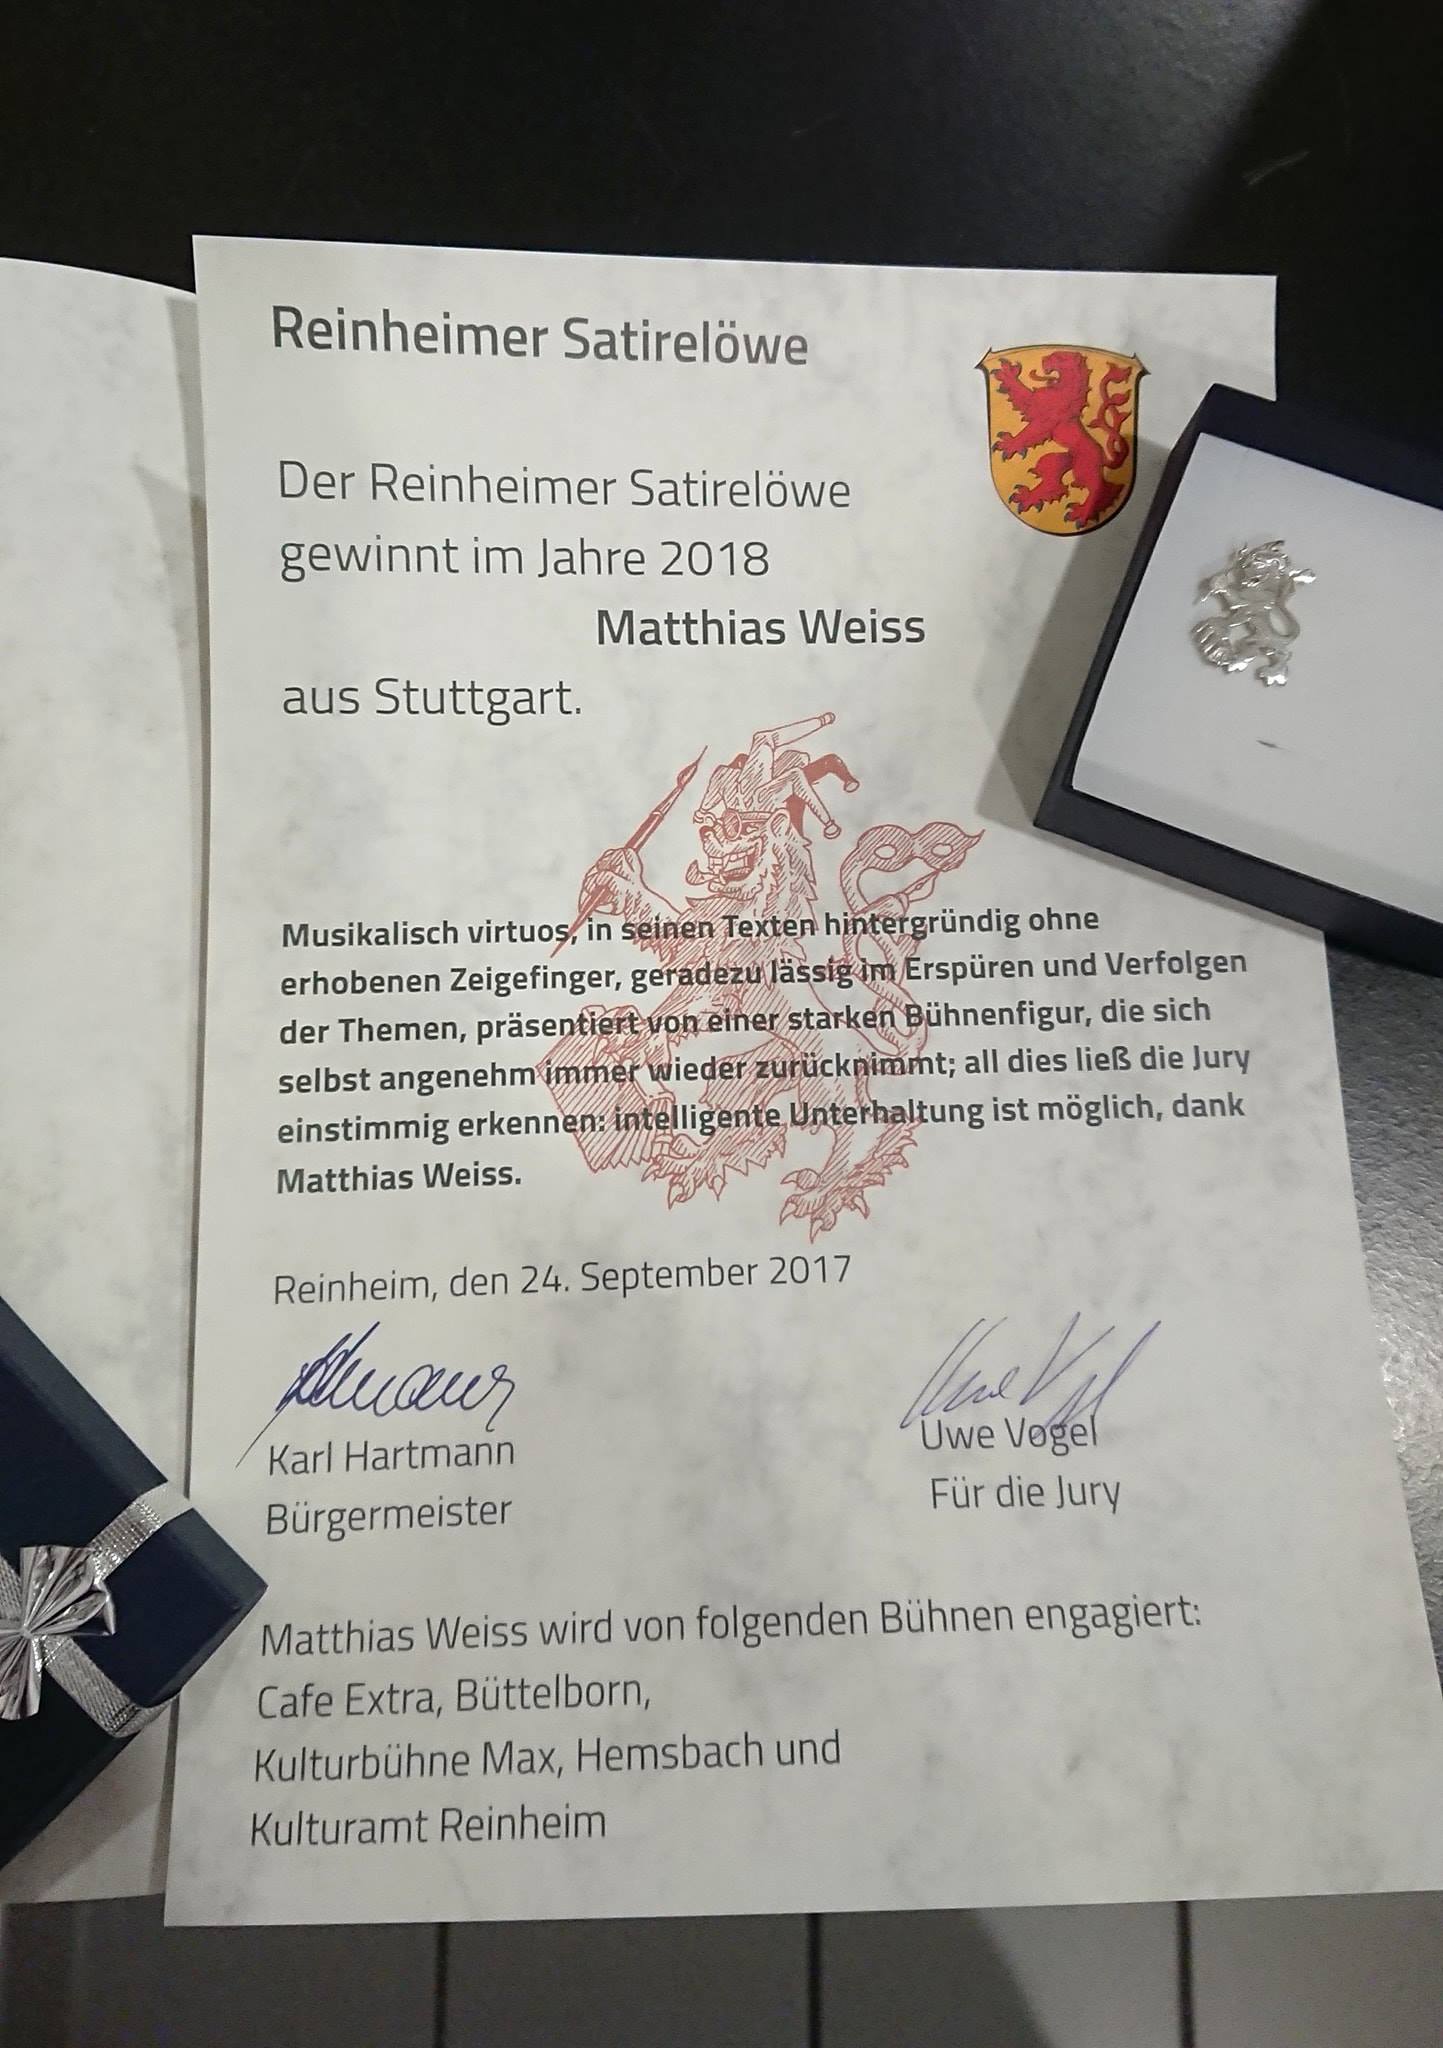 Reinheimer Satirelöwe
Der Reinheimer Satirelöwe
gewinnt im Jahre 2018
Matthias Weiss
aus Stuttgart.
Musikalisch virtuos, in seinen Texten hintergründig ohne
erhobenen Zeigefinger, geradezu lässig im Erspüren und Verfolgen
der Themen, präsentiert von einer starken Bühnenfigur, die sich
selbst angenehm immer wieder zurücknimmt; all dies ließ die Jury
einstimmig erkennen: intelligente Unterhaltung ist möglich, dank
Matthias Weiss.
Reinheim, den 24. September 2017
Uwe Vogel
Karl Hartmann
Uwe Vogel
Bürgermeister
Für die Jury
Matthias Weiss wird von folgenden Bühnen engagiert:
Cafe Extra, Büttelborn,
Kulturbühne Max, Hemsbach und
Kulturamt Reinheim